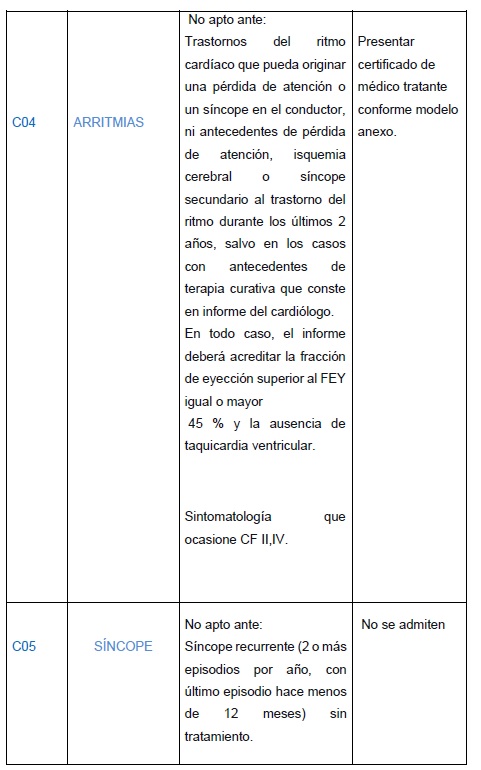 C04
ARRITMIAS
No apto ante:
Trastornos del ritmo
cardíaco que pueda originar
una pérdida de atención o
un síncope en el conductor,
ni antecedentes de pérdida
de atención, isquemia
cerebral o síncope
secundario al trastorno del
ritmo durante los últimos 2
años, salvo en los casos
con antecedentes de
terapia curativa que conste
en informe del cardiólogo.
En todo caso, el informe
deberá acreditar la fracción
de eyección superior al FEY
igual o mayor
45 % y la ausencia de
taquicardia ventricular.
Sintomatología que
ocasione CF II,IV.
Presentar
certificado de
médico tratante
conforme modelo
anexo.
C05
SÍNCOPE
No apto ante:
Síncope recurrente (2 o más
episodios por año, con
último episodio hace menos
de 12 meses) sin
tratamiento.
No se admiten